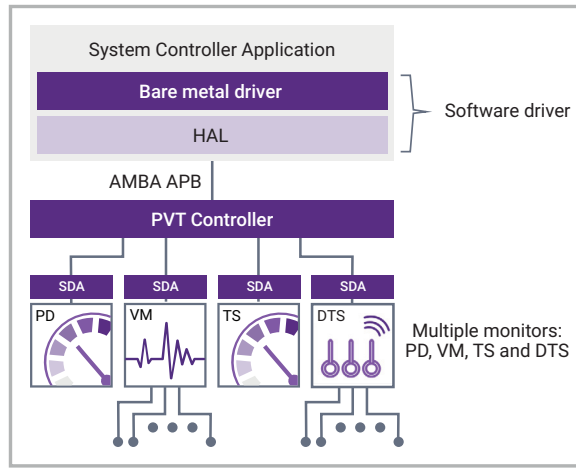 System Controller Application
Bare metal driver
HAL
Software driver
AMBA APB
PVT Controller
SDA
SDA
SDA
SDA
PD
VM
TS
DTS
Multiple monitors:
PD, VM, TS and DTS